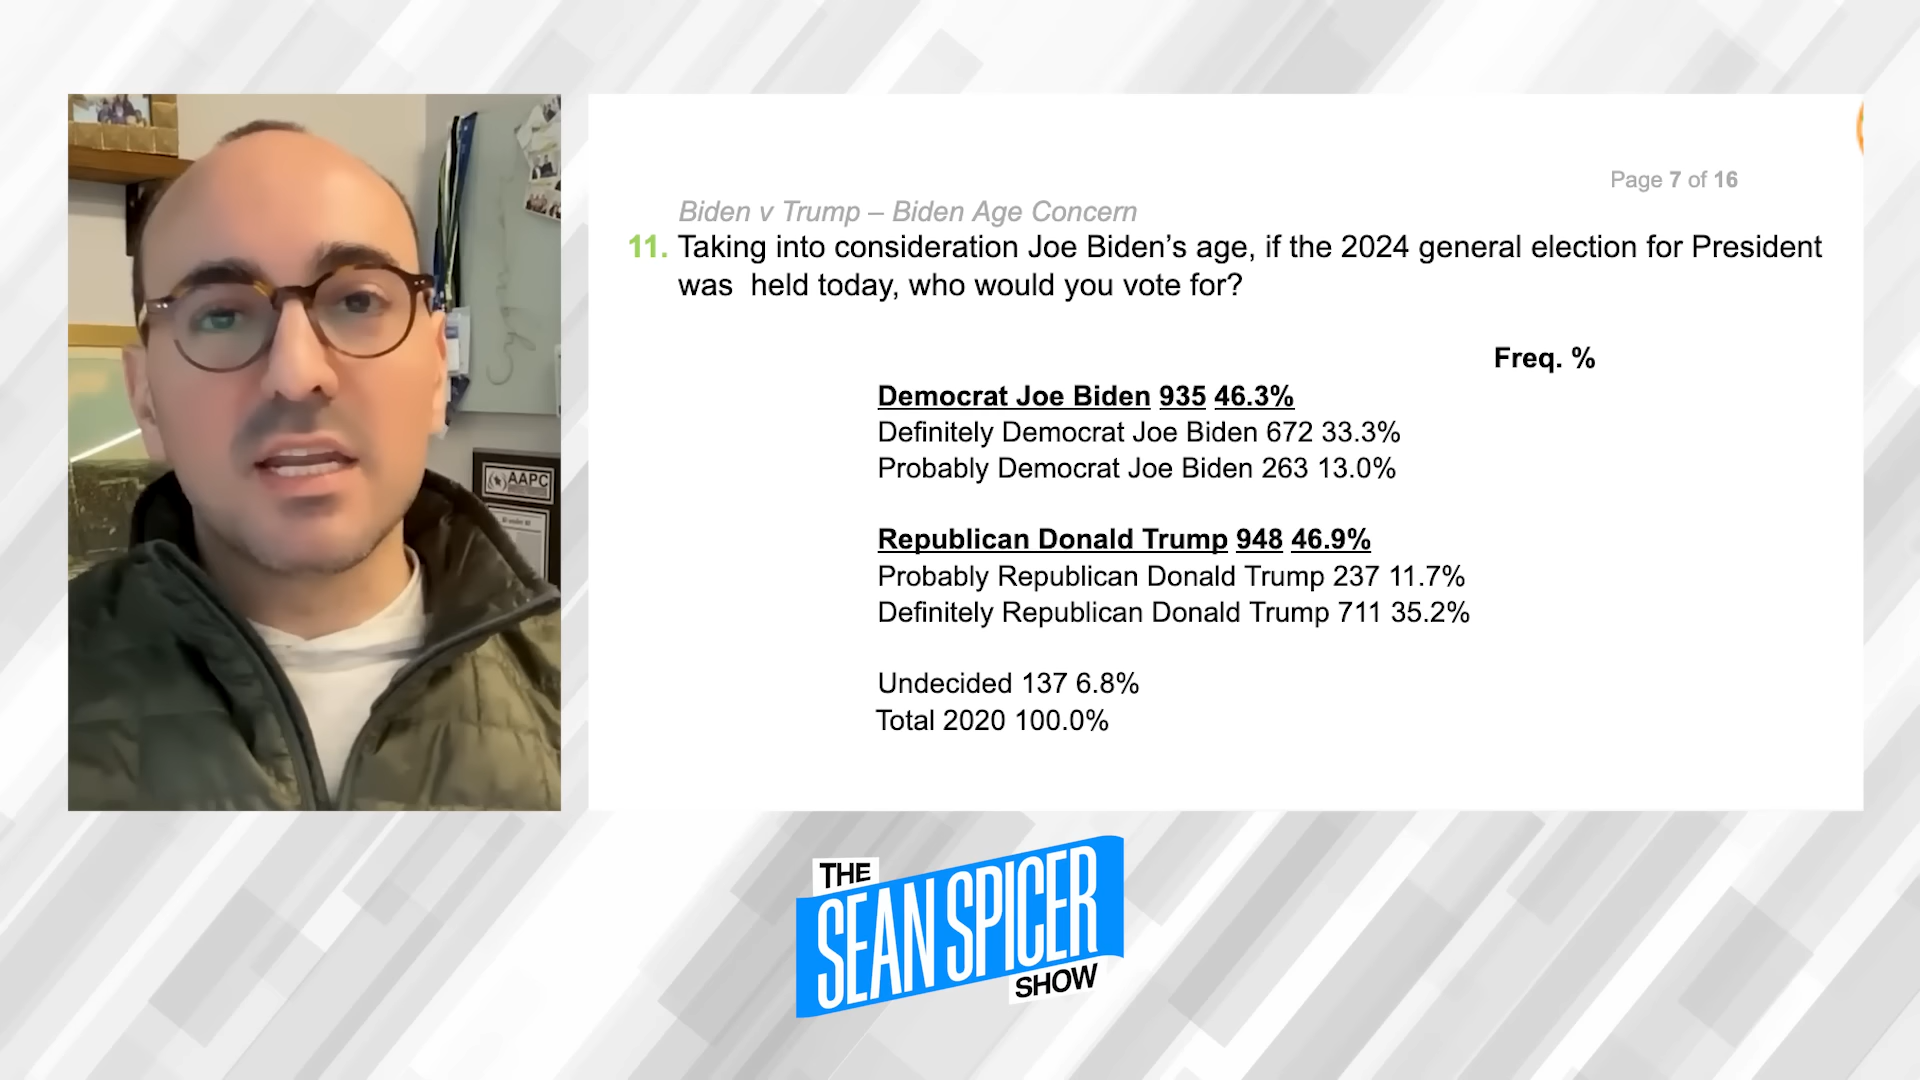 AAPC
Page 7 of 16
Biden v Trump – Biden Age Concern
11. Taking into consideration Joe Biden’s age, if the 2024 general election for President
was held today, who would you vote for?
Freq. %
Democrat Joe Biden 935 46.3%
Definitely Democrat Joe Biden 672 33.3%
Probably Democrat Joe Biden 263 13.0%
Republican Donald Trump 948 46.9%
Probably Republican Donald Trump 237 11.7%
Definitely Republican Donald Trump 711 35.2%
Undecided 137 6.8%
Total 2020 100.0%
THE
SEAN SPICER
SHOW